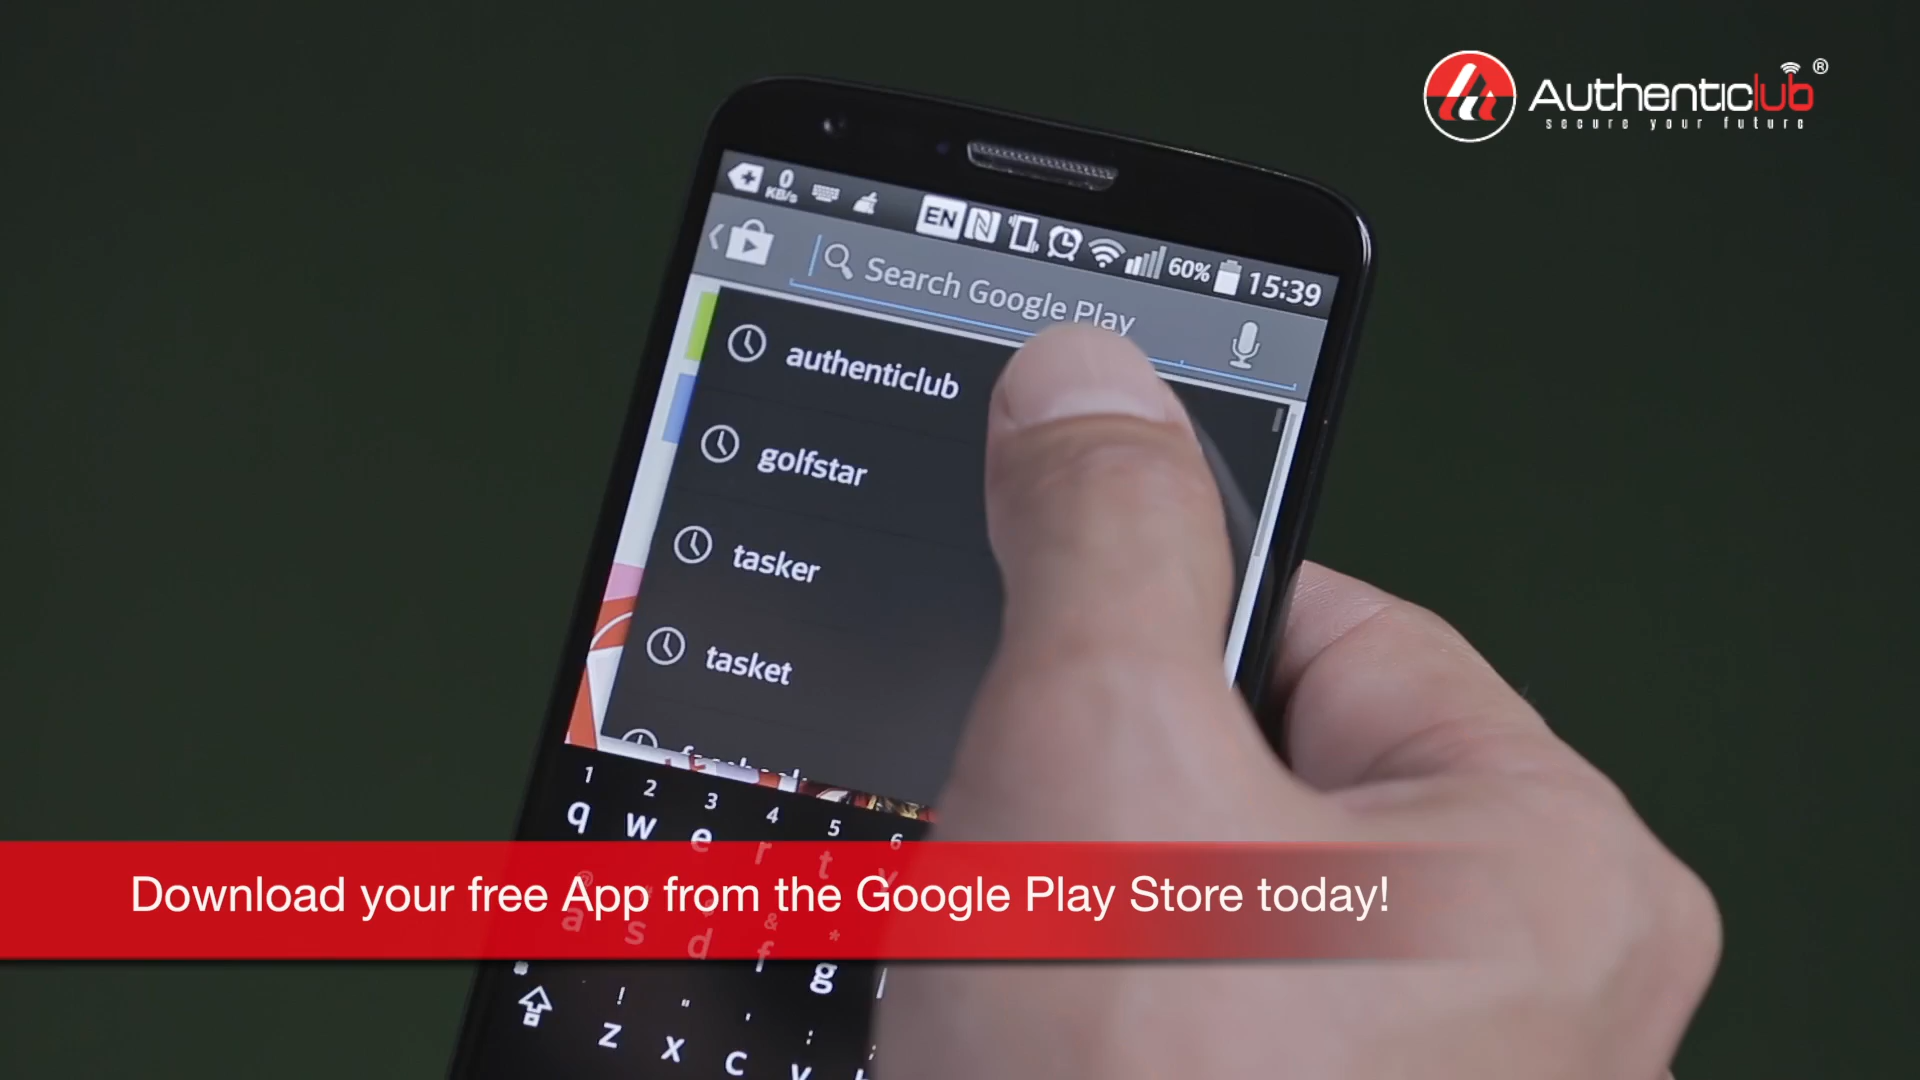 Authenticlub ®
secure your future
0
KB/s
EN 60% 15:39
Search Google Play
authenticlub
golfstar
tasker
tasket
1 2 3 4 5 6
q w e r t y
Download your free App from the Google Play Store today!
@ & *
a s d f g
! " ' : ;
z x c v